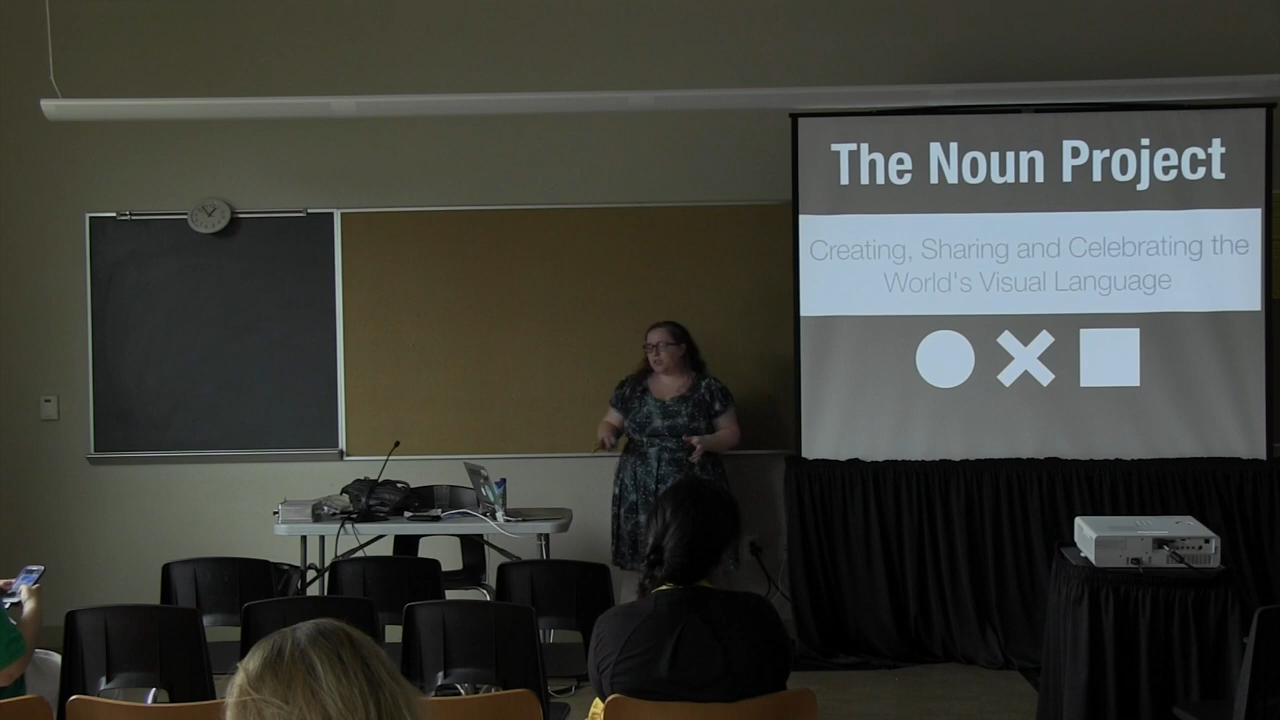 The Noun Project
Creating, Sharing and Celebrating the
World's Visual Language